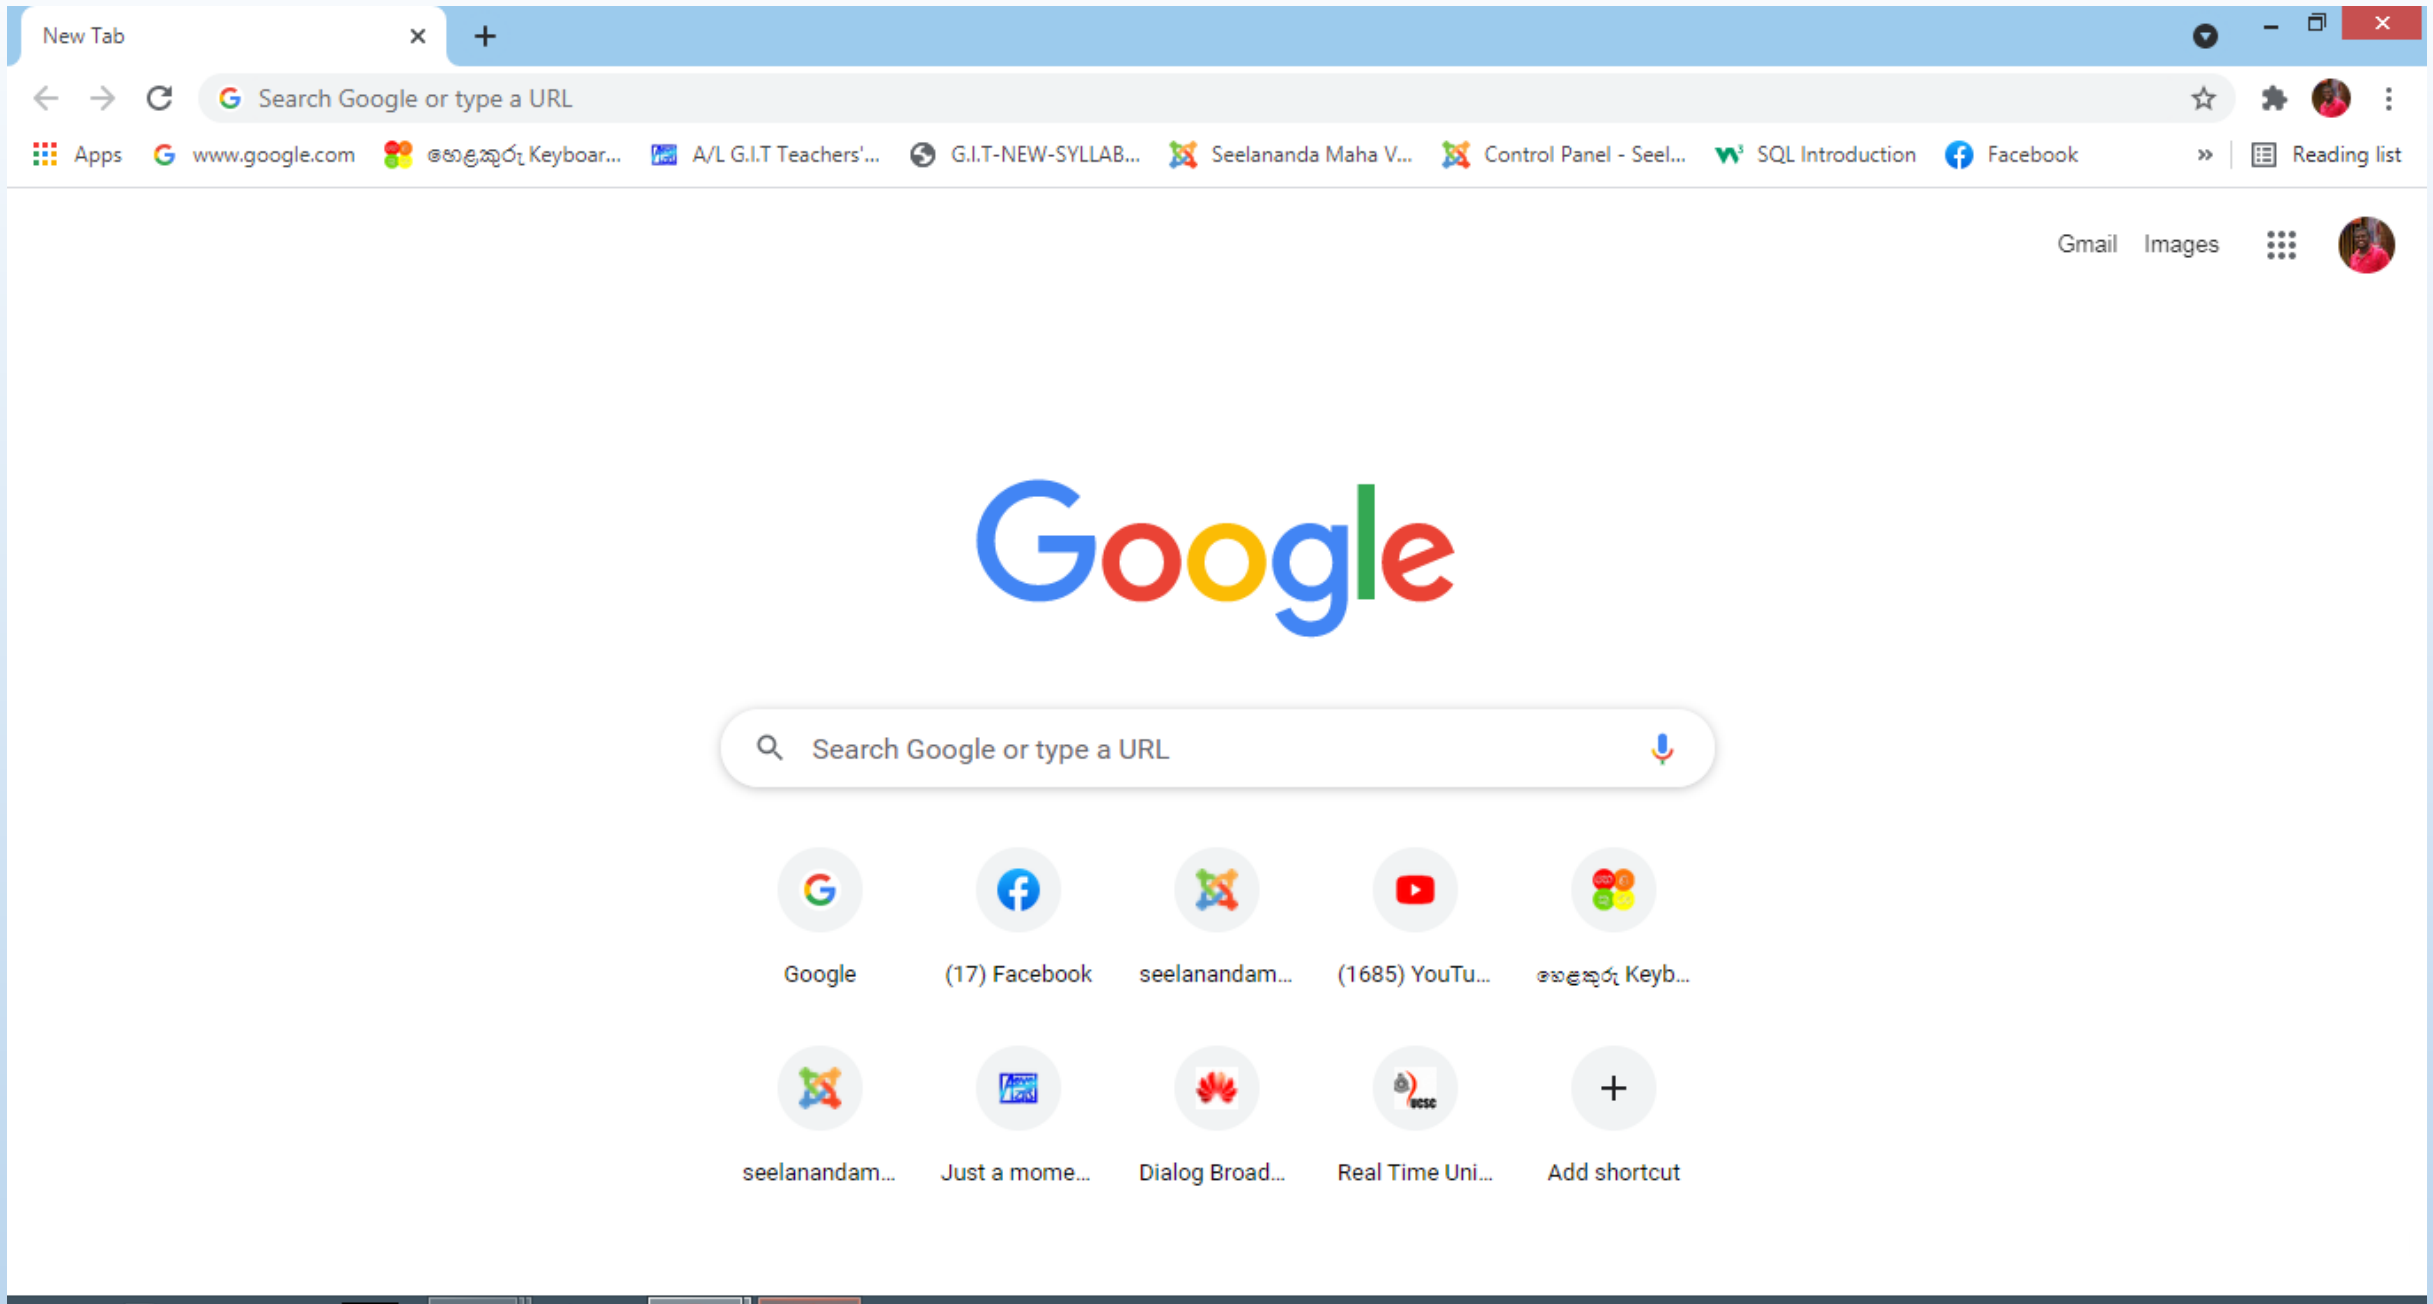 New Tab
Search Google or type a URL
Apps www.google.com හෙළකුරු Keyboar... A/L G.I.T Teachers'... G.I.T-NEW-SYLLAB... Seelananda Maha V... Control Panel - Seel... SQL Introduction Facebook » Reading list
Gmail Images
Google
Search Google or type a URL
Google (17) Facebook seelanandam... (1685) YouTu... හෙළකුරු Keyb...
seelanandam... Just a mome... Dialog Broad... Real Time Uni... Add shortcut